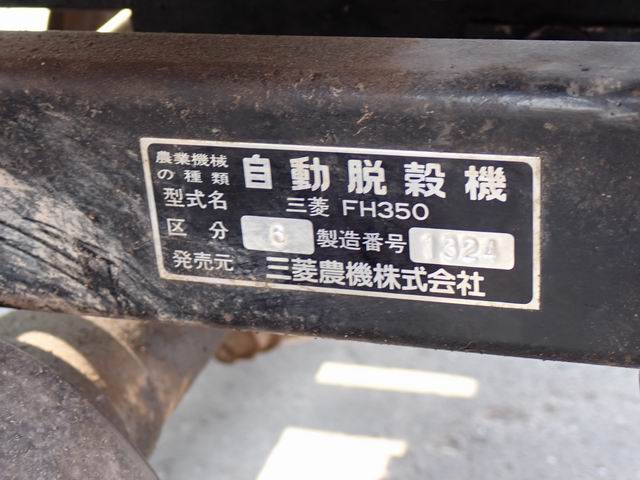 農業機械の種類 自動脱穀機
型式名 三菱 FH350
区分 6 製造番号 1324
発売元 三菱農機株式会社